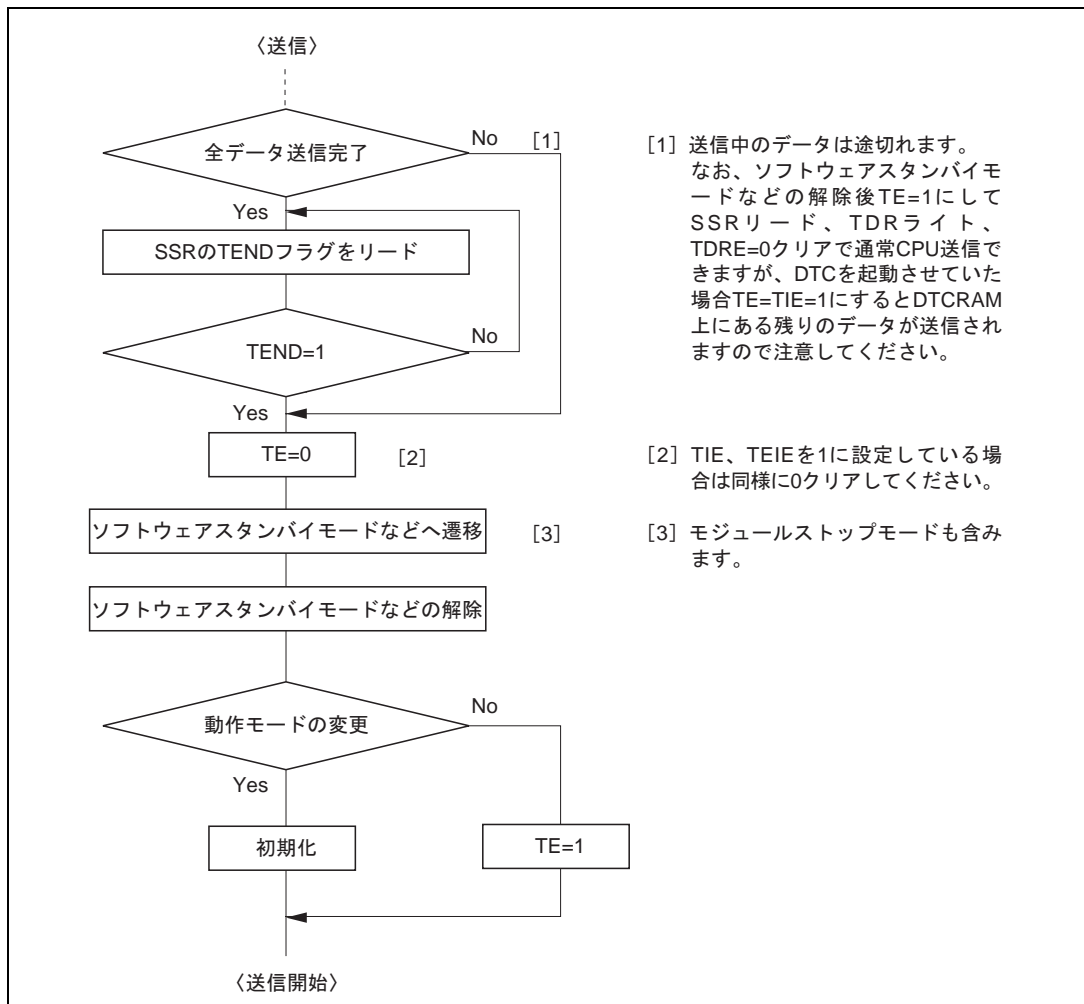 〈送信〉
全データ送信完了
No
[1]
Yes
SSRのTENDフラグをリード
TEND=1
No
Yes
TE=0
[2]
ソフトウェアスタンバイモードなどへ遷移
[3]
ソフトウェアスタンバイモードなどの解除
動作モードの変更
No
Yes
初期化
TE=1
〈送信開始〉
[1] 送信中のデータは途切れます。
なお、ソフトウェアスタンバイモ
ードなどの解除後TE=1にして
SSRリード、TDRライト、
TDRE=0クリアで通常CPU送信で
きますが、DTCを起動させていた
場合TE=TIE=1にするとDTCRAM
上にある残りのデータが送信され
ますので注意してください。
[2] TIE、TEIEを1に設定している場
合は同様に0クリアしてください。
[3] モジュールストップモードも含み
ます。